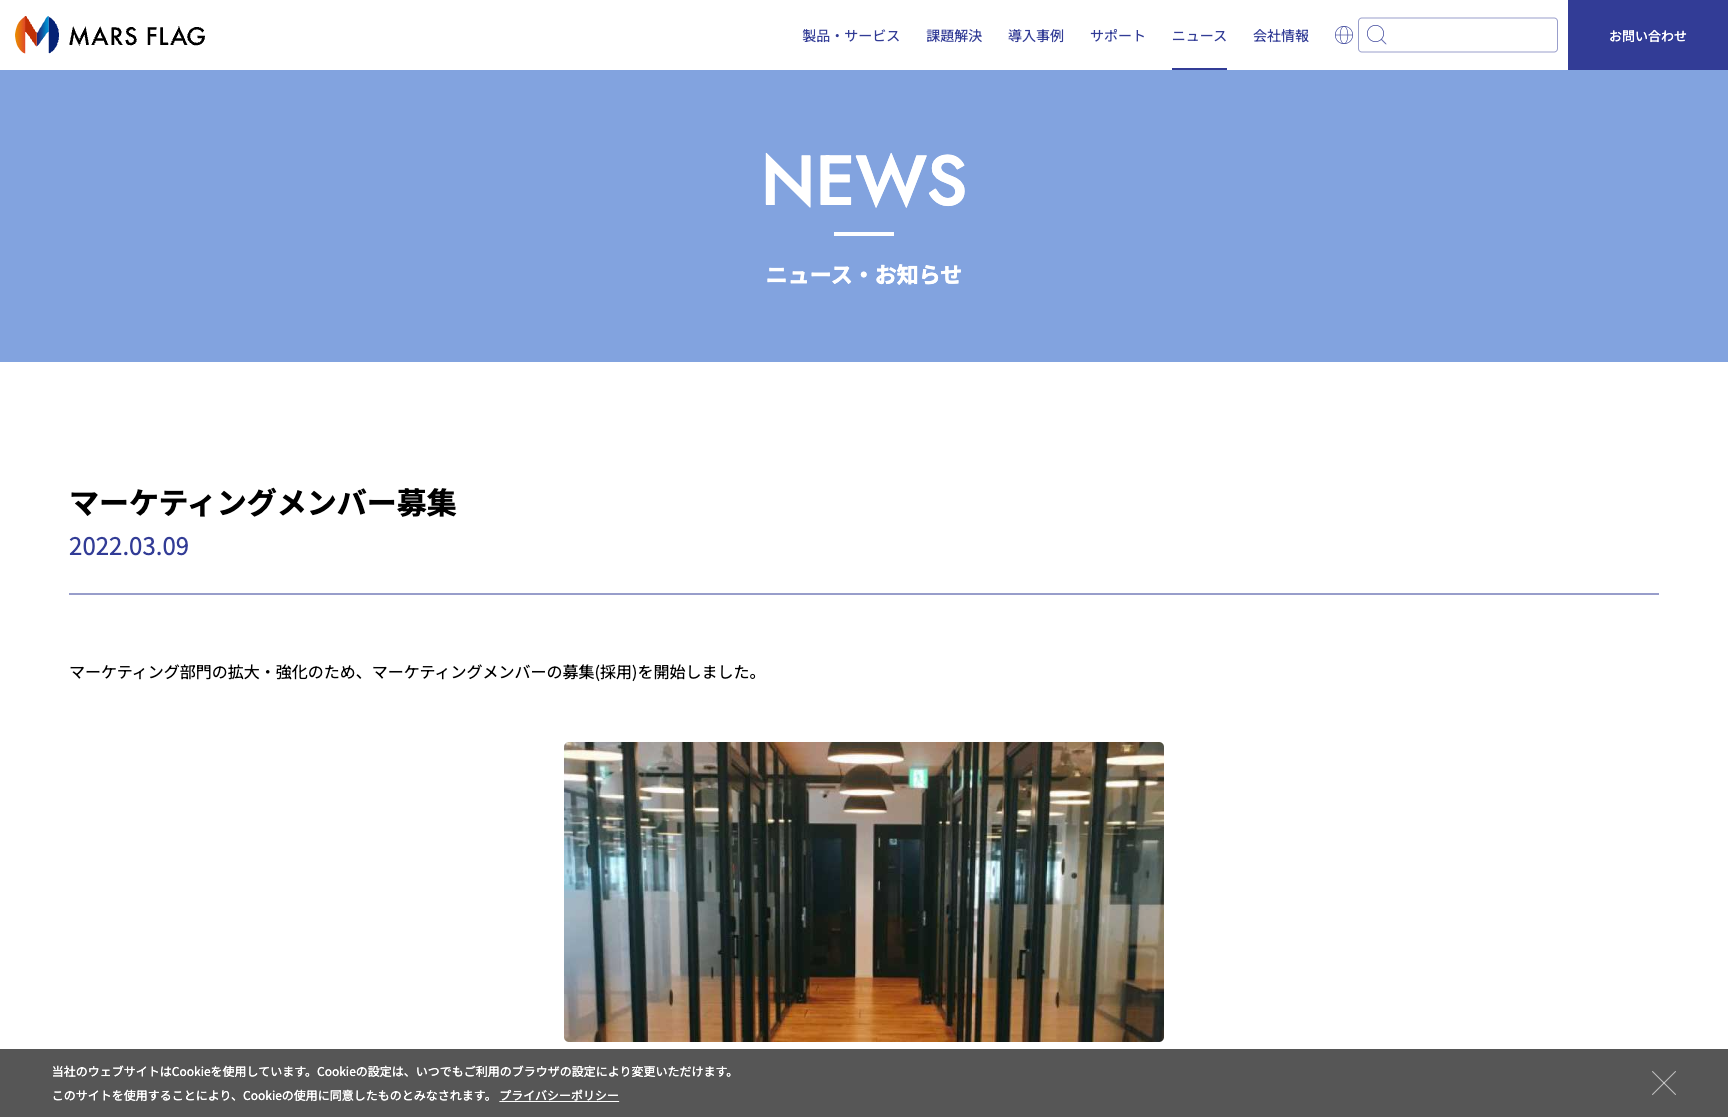 MARS FLAG
製品・サービス 課題解決 導入事例 サポート ニュース 会社情報 お問い合わせ
NEWS
ニュース・お知らせ
マーケティングメンバー募集
2022.03.09
マーケティング部門の拡大・強化のため、マーケティングメンバーの募集(採用)を開始しました。
当社のウェブサイトはCookieを使用しています。Cookieの設定は、いつでもご利用のブラウザの設定により変更いただけます。
このサイトを使用することにより、Cookieの使用に同意したものとみなされます。 プライバシーポリシー